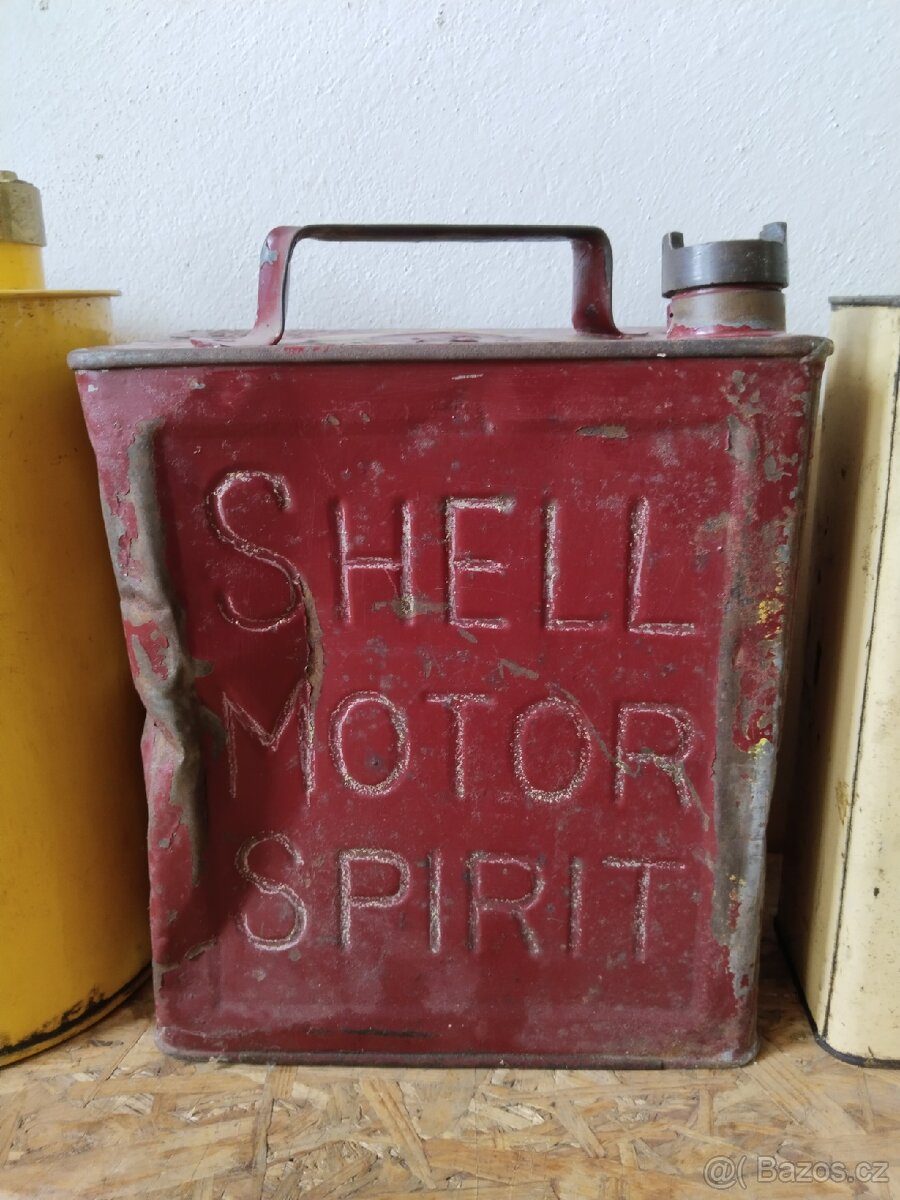 SHELL
MOTOR
SPIRIT
@( Bazos.cz